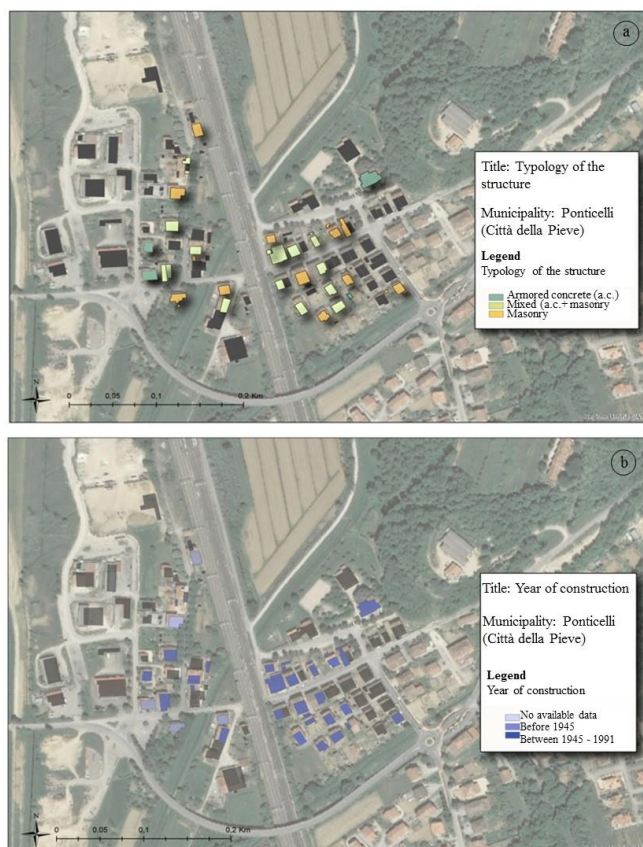 a
Title: Typology of the
structure
Municipality: Ponticelli
(Città della Pieve)
Legend
Typology of the structure
Armored concrete (a.c.)
Mixed (a.c.+ masonry
Masonry
N
0 0,05 0,1 0,2 Km
b
Title: Year of construction
Municipality: Ponticelli
(Città della Pieve)
Legend
Year of construction
No available data
Before 1945
Between 1945 - 1991
N
0 0,05 0,1 0,2 Km